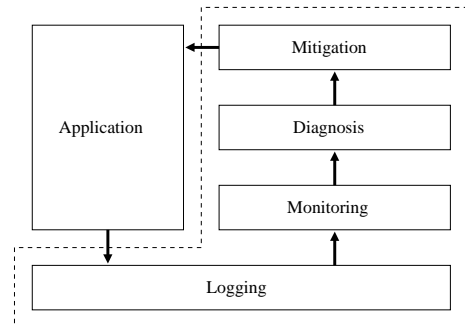 Mitigation
Application
Diagnosis
Monitoring
Logging